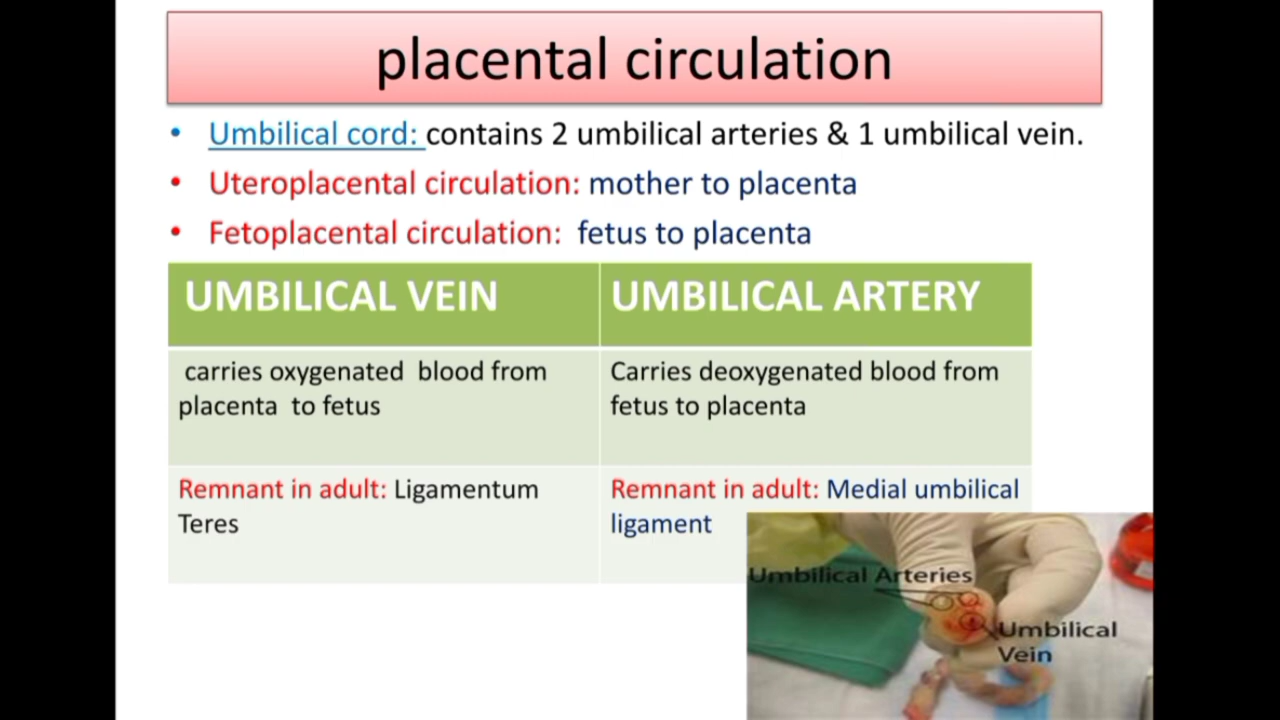 placental circulation
• Umbilical cord: contains 2 umbilical arteries & 1 umbilical vein.
• Uteroplacental circulation: mother to placenta
• Fetoplacental circulation: fetus to placenta
UMBILICAL VEIN
UMBILICAL ARTERY
carries oxygenated blood from
placenta to fetus
Carries deoxygenated blood from
fetus to placenta
Remnant in adult: Ligamentum
Teres
Remnant in adult: Medial umbilical
ligament
Umbilical Arteries
Umbilical
Vein